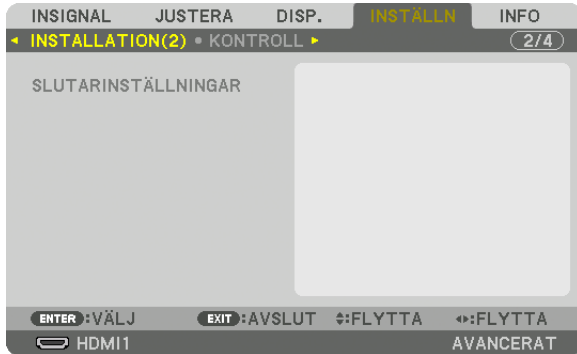 INSIGNAL JUSTERA DISP. INSTÄLLN INFO
INSTALLATION(2) • KONTROLL 2/4
SLUTARINSTÄLLNINGAR
ENTER :VÄLJ EXIT :AVSLUT :FLYTTA :FLYTTA
HDMI1 AVANCERAT